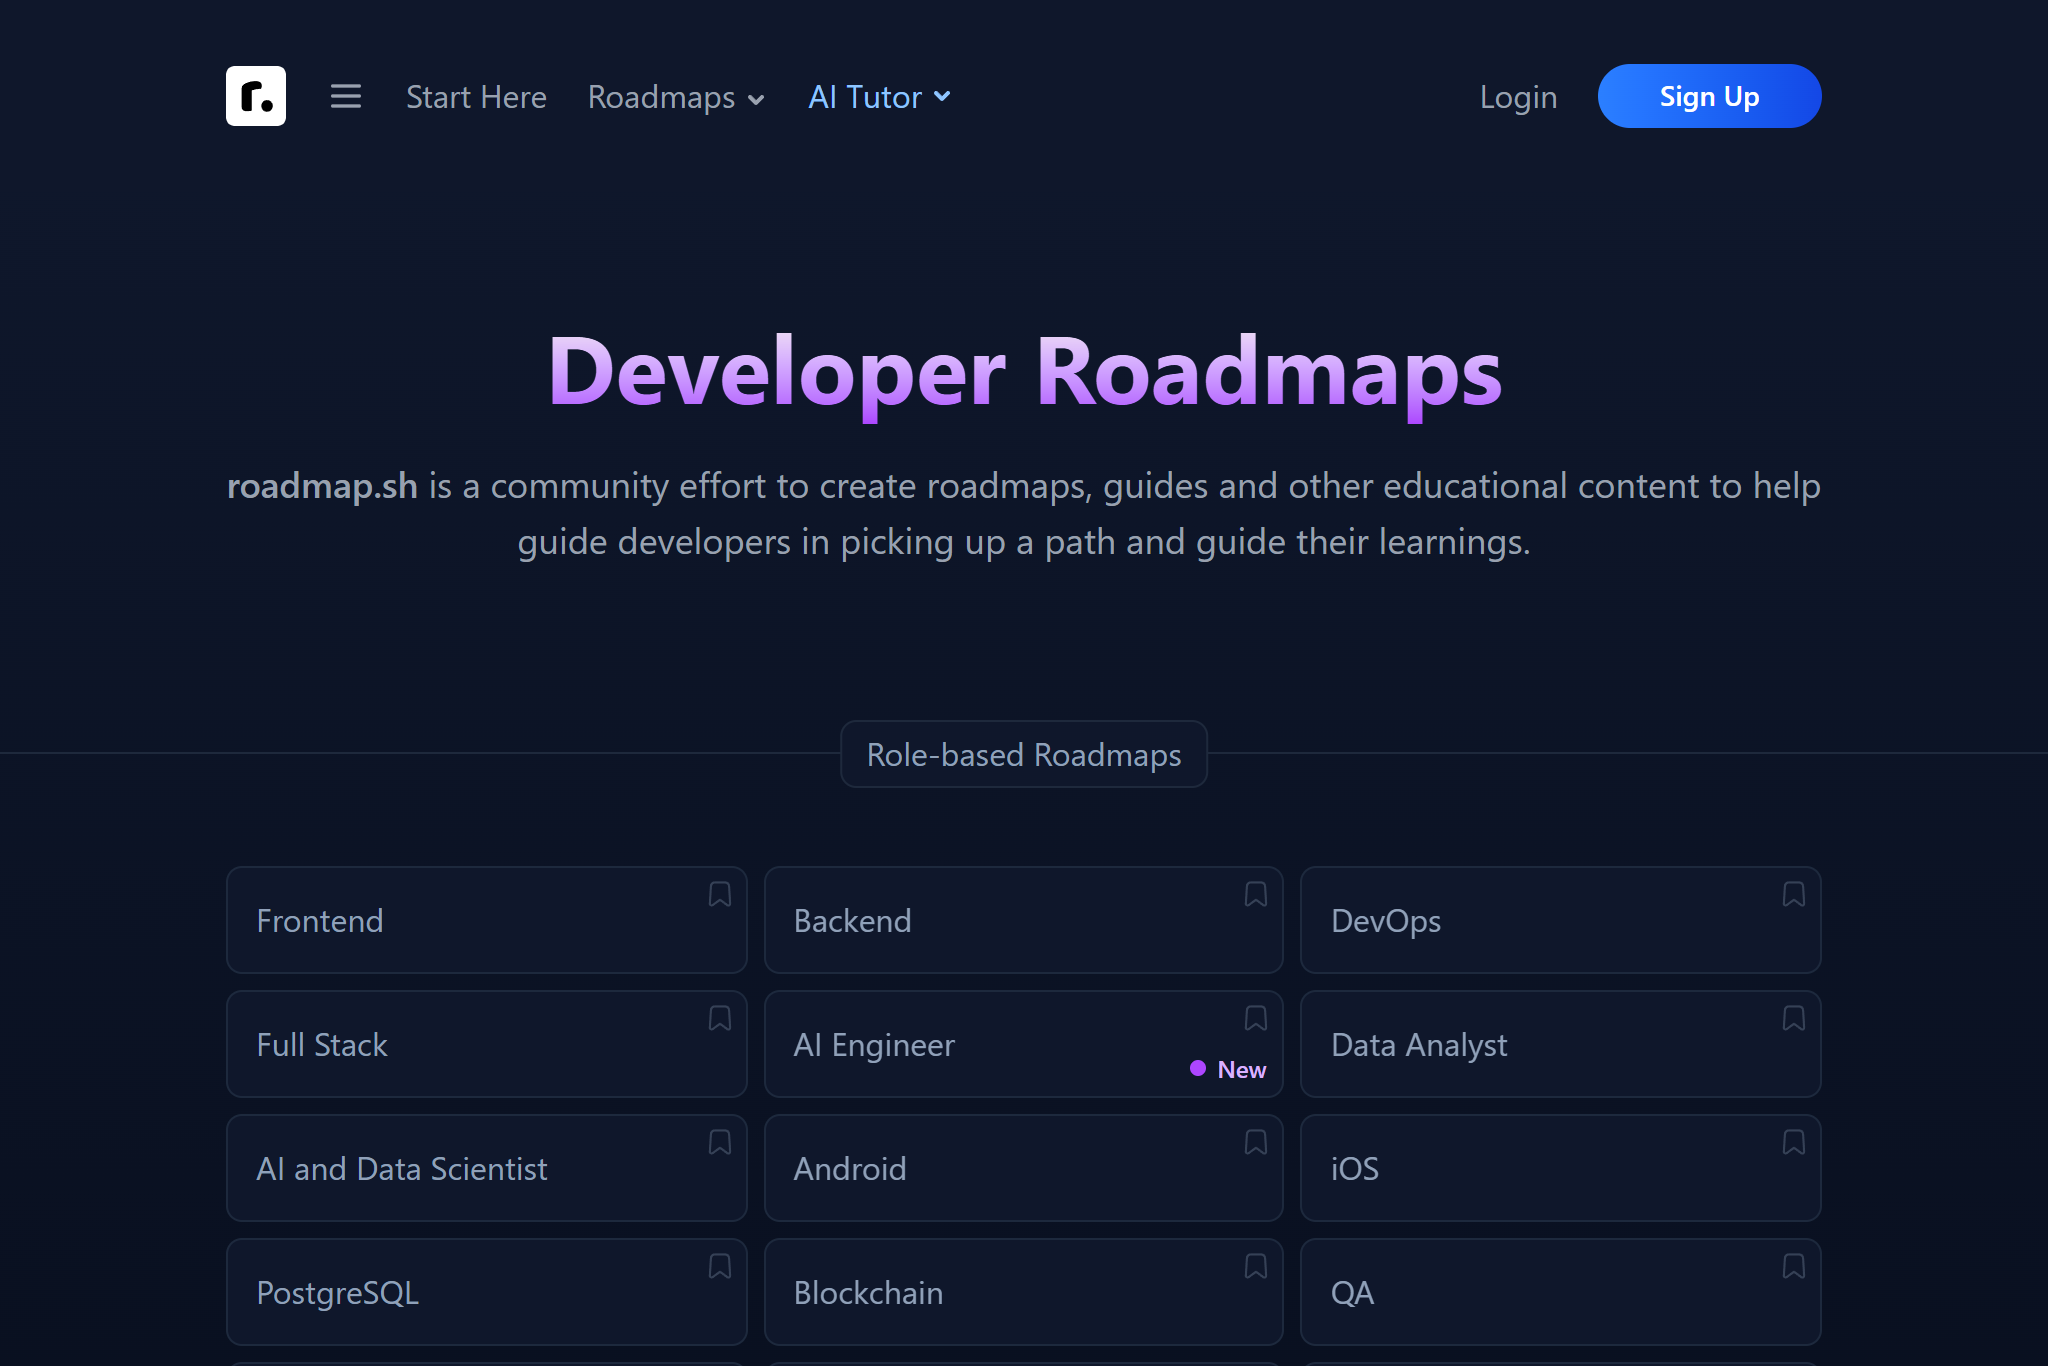 r.
Start Here
Roadmaps
AI Tutor
Login
Sign Up
Developer Roadmaps
roadmap.sh is a community effort to create roadmaps, guides and other educational content to help
guide developers in picking up a path and guide their learnings.
Role-based Roadmaps
Frontend
Backend
DevOps
Full Stack
AI Engineer
New
Data Analyst
AI and Data Scientist
Android
iOS
PostgreSQL
Blockchain
QA